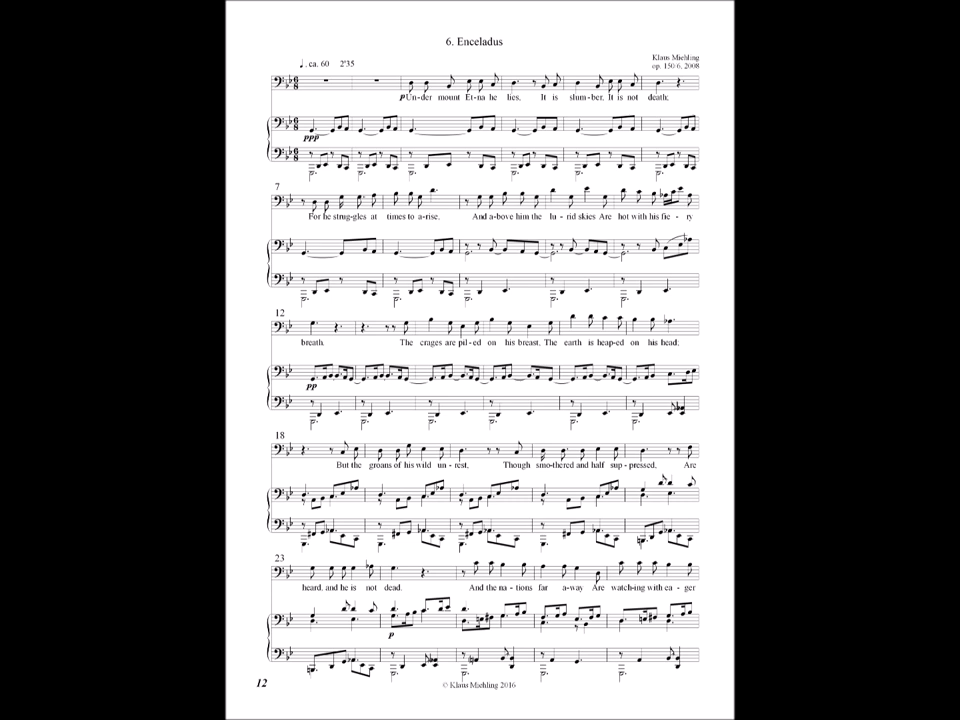 6. Enceladus
♩. ca. 60 2'35
Klaus Miehling
op. 150/6, 2008
p Un - der mount Et - na he lies, It is slum - ber, It is not death;
ppp
7
For he strug - gles at times to a - rise, And a - bove him the lu - rid skies Are hot with his fie - ry
12
breath. The crages are pil - ed on his breast, The earth is heap - ed on his head;
pp
18
But the groans of his wild un - rest, Though smo - thered and half sup - pressed, Are
23
heard, and he is not dead. And the na - tions far a - way Are watch - ing with ea - ger
p
12
© Klaus Miehling 2016